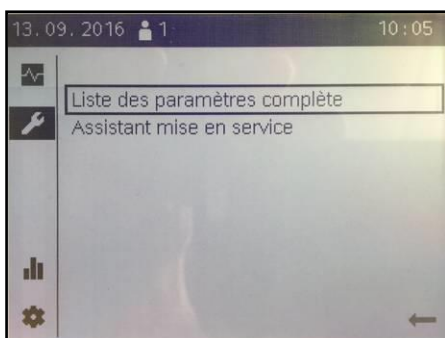 13.09.2016 1 10:05
Liste des paramètres complète
Assistant mise en service